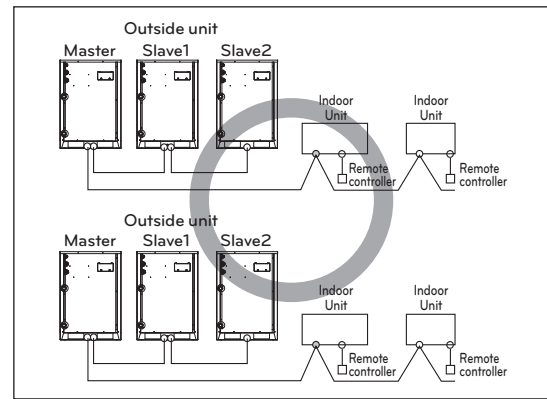 Outside unit
Master Slave1 Slave2
Indoor
Unit
Indoor
Unit
Remote
controller
Remote
controller
Outside unit
Master Slave1 Slave2
Indoor
Unit
Indoor
Unit
Remote
controller
Remote
controller